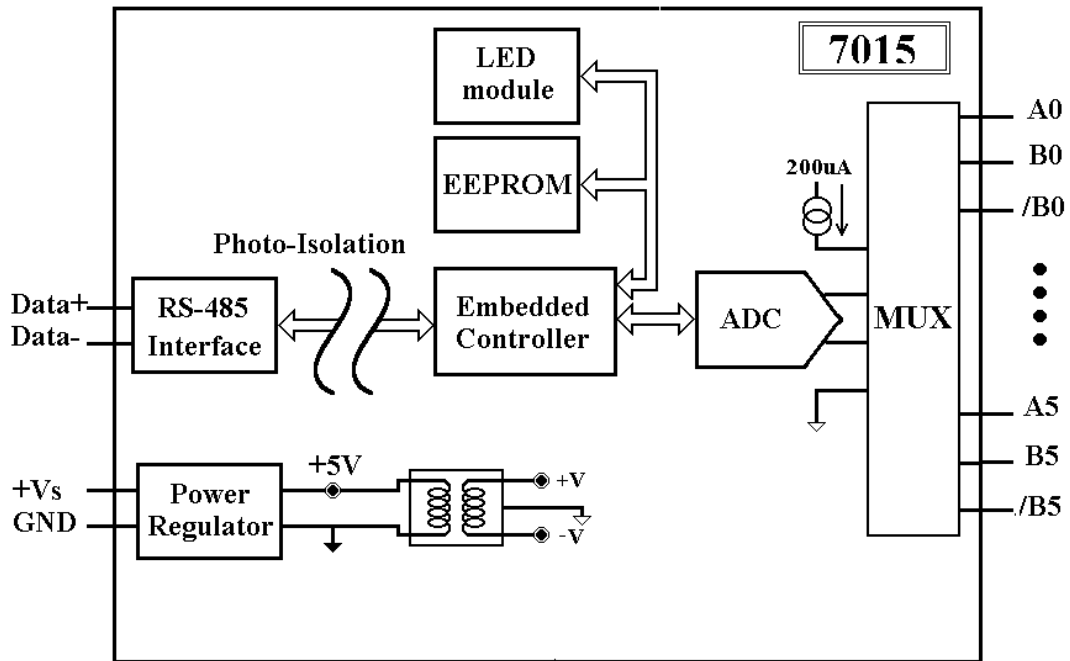 7015
LED
module
EEPROM
200uA
A0
B0
/B0
Photo-Isolation
Data+
Data-
RS-485
Interface
Embedded
Controller
ADC
MUX
A5
B5
./B5
+Vs
GND
Power
Regulator
+5V
+V
-V